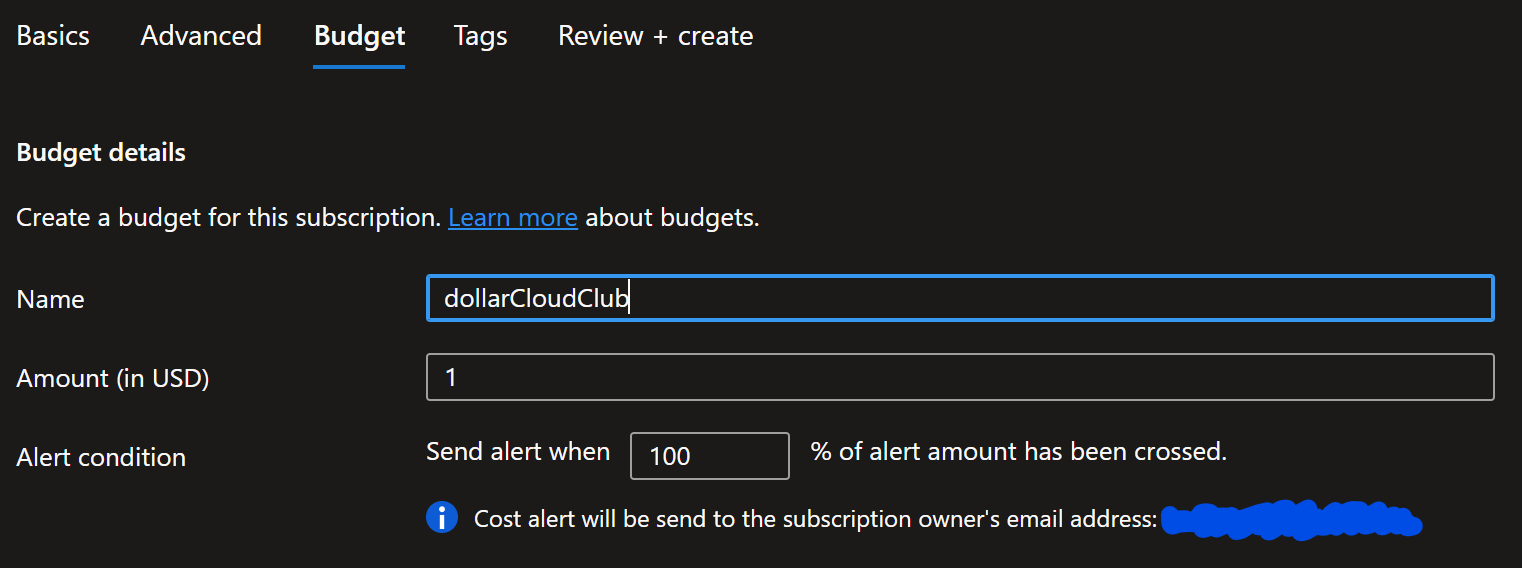 Basics Advanced Budget Tags Review + create
Budget details
Create a budget for this subscription. Learn more about budgets.
Name dollarCloudClub
Amount (in USD) 1
Alert condition Send alert when 100 % of alert amount has been crossed.
Cost alert will be send to the subscription owner's email address: